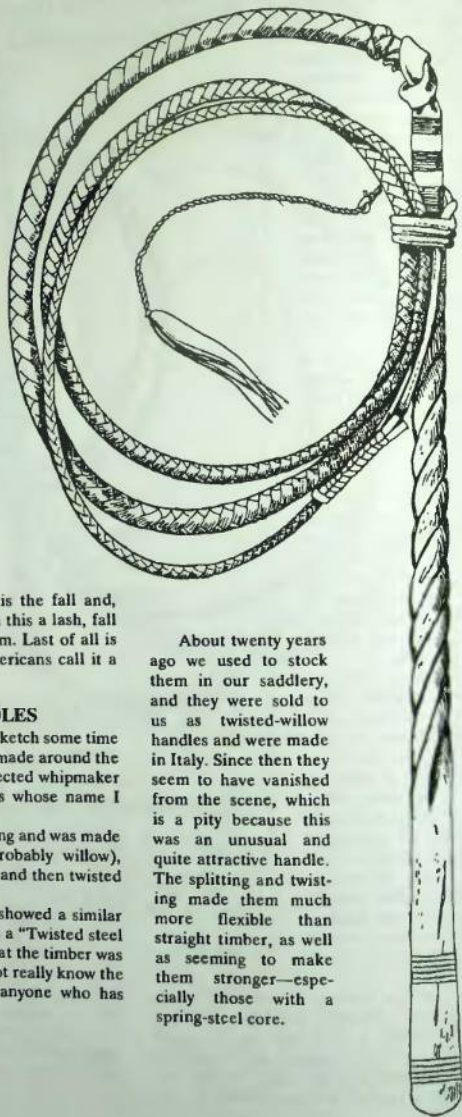 is the fall and,
this a lash, fall
m. Last of all is
ericans call it a
LES
ketch some time
made around the
ected whipmaker
s whose name I
ng and was made
robably willow),
and then twisted
showed a similar
a "Twisted steel
at the timber was
ot really know the
anyone who has
About twenty years
ago we used to stock
them in our saddlery,
and they were sold to
us as twisted-willow
handles and were made
in Italy. Since then they
seem to have vanished
from the scene, which
is a pity because this
was an unusual and
quite attractive handle.
The splitting and twist-
ing made them much
more flexible than
straight timber, as well
as seeming to make
them stronger—espe-
cially those with a
spring-steel core.